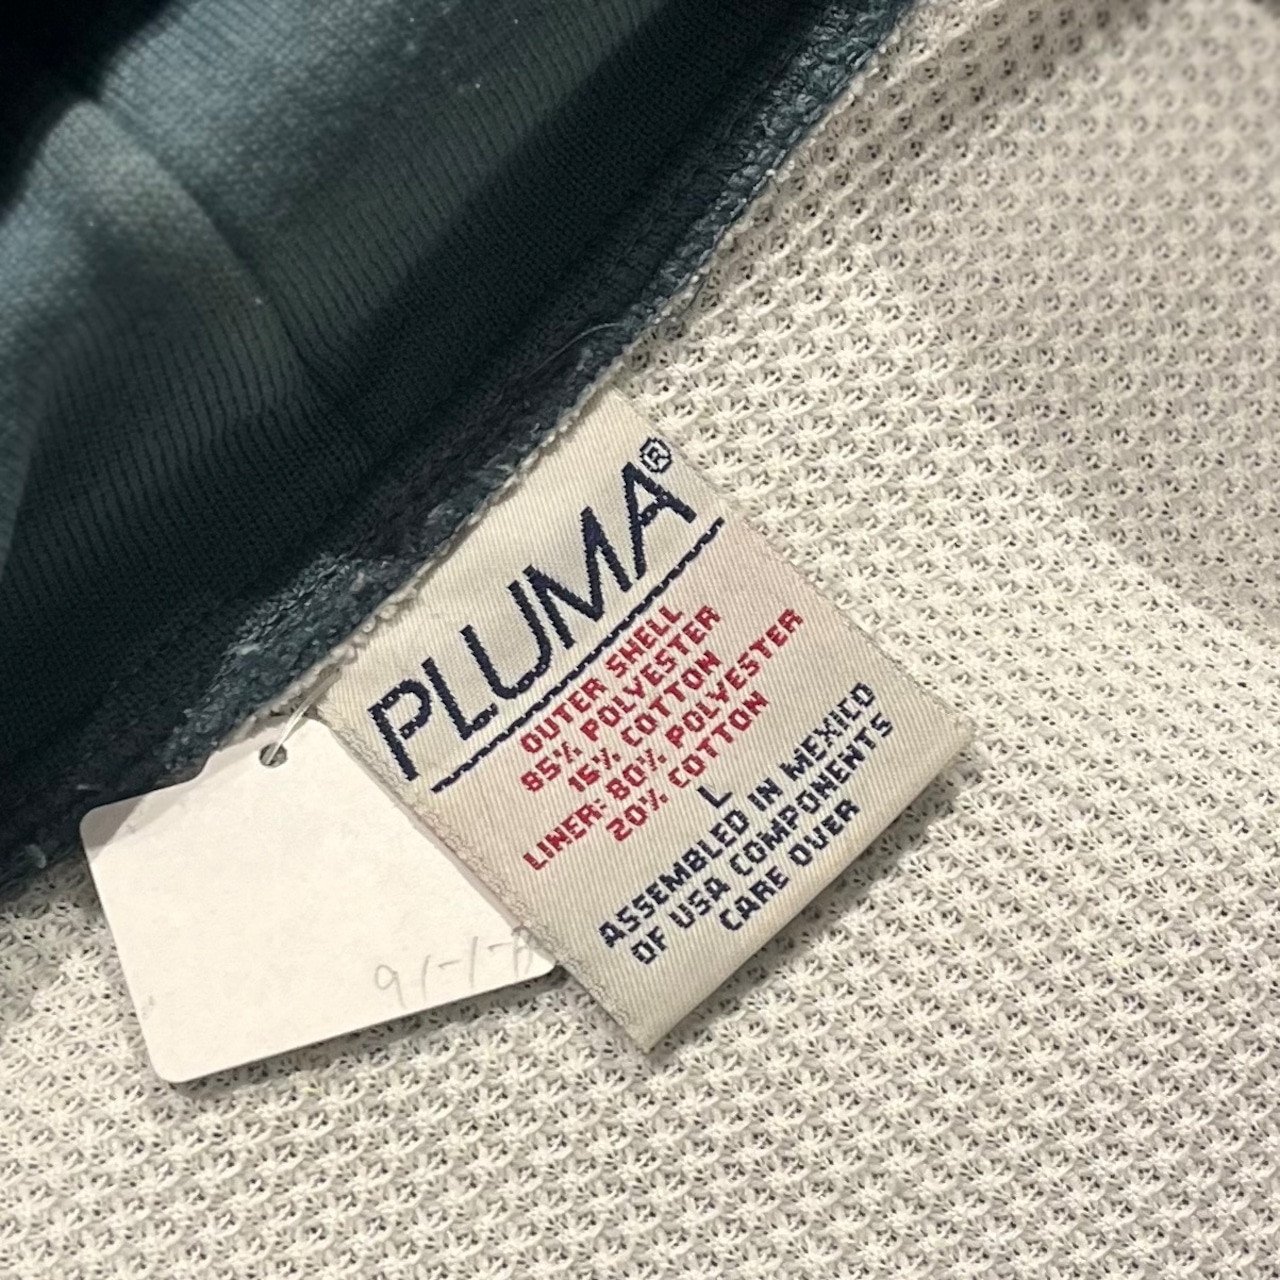 PLUMA®
OUTER SHELL
85% POLYESTER
15% COTTON
LINER: 80% POLYESTER
20% COTTON
L
ASSEMBLED IN MEXICO
OF USA COMPONENTS
CARE OVER